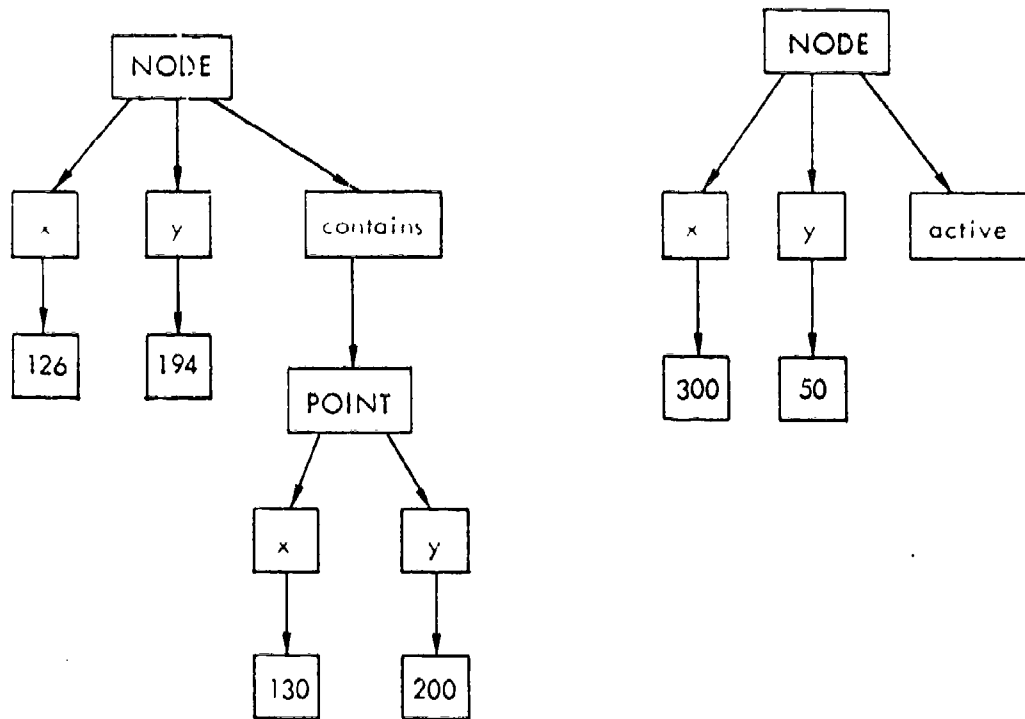 NODE
x
y
contains
126
194
POINT
x
y
130
200
NODE
x
y
active
300
50